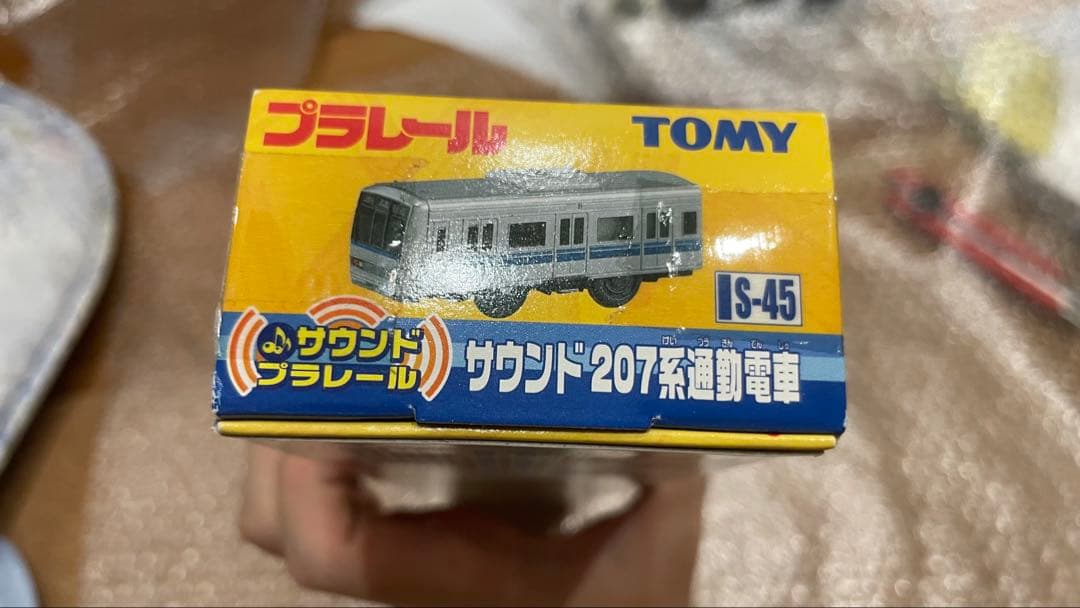 プラレール
TOMY
S-45
サウンド
プラレール
けい つう きん でん しゃ
サウンド 207系通勤電車